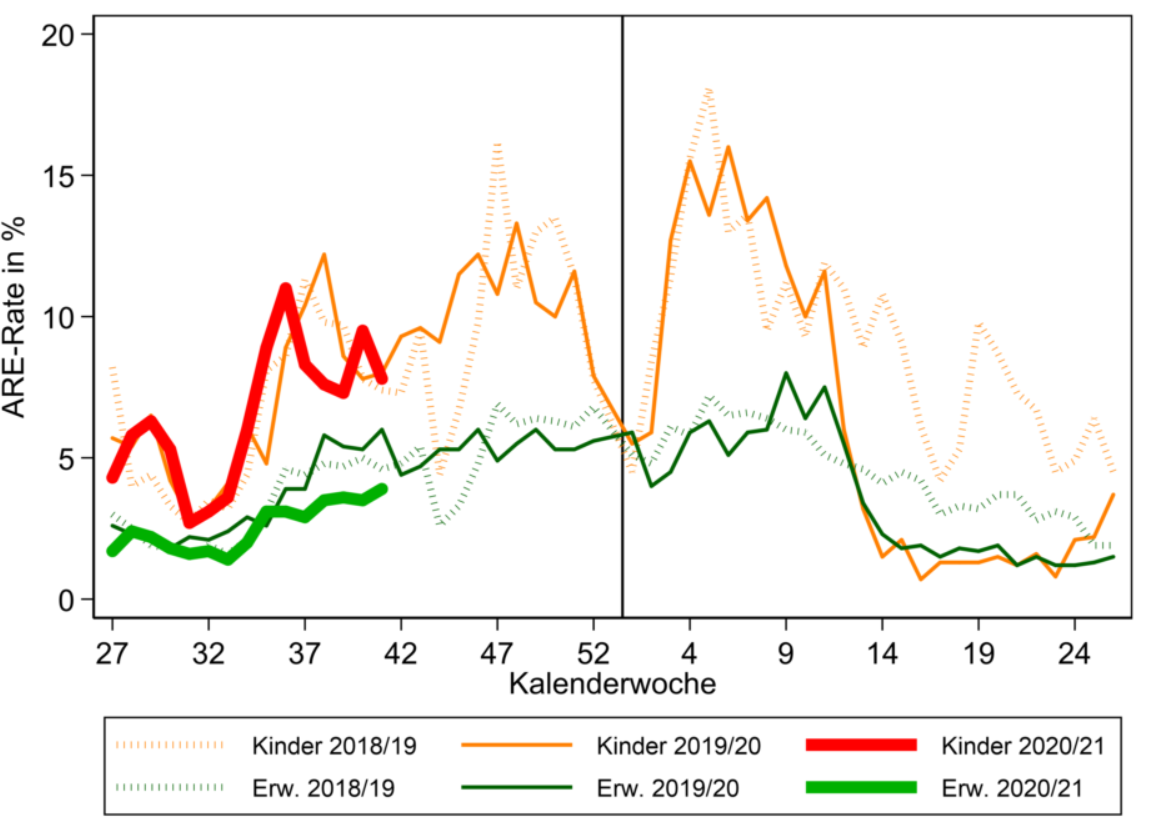 ARE-Rate in %
20
15
10
5
0
27 32 37 42 47 52 4 9 14 19 24
Kalenderwoche
Kinder 2018/19 Kinder 2019/20 Kinder 2020/21
Erw. 2018/19 Erw. 2019/20 Erw. 2020/21